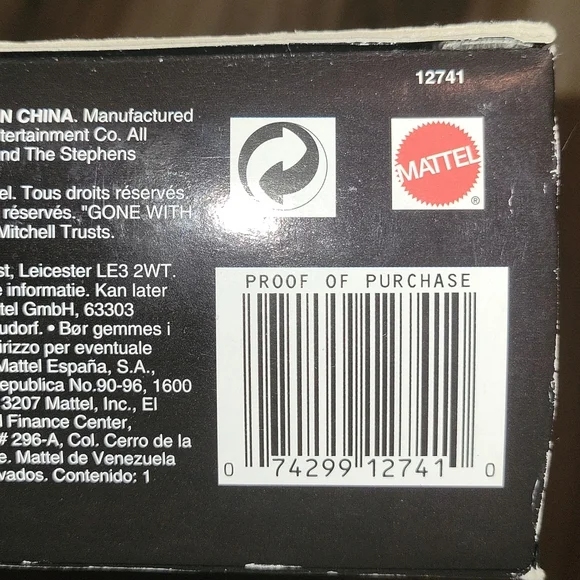 12741
N CHINA. Manufactured
tertainment Co. All
nd The Stephens
el. Tous droits réservés.
réservés. "GONE WITH
Mitchell Trusts.
st, Leicester LE3 2WT.
e informatie. Kan later
tel GmbH, 63303
udorf. • Bør gemmes i
irizzo per eventuale
Mattel España, S.A.,
epublica No.90-96, 1600
3207 Mattel, Inc., El
l Finance Center,
# 296-A, Col. Cerro de la
e. Mattel de Venezuela
vados. Contenido: 1
MATTEL
®
PROOF OF PURCHASE
0 74299 12741 0